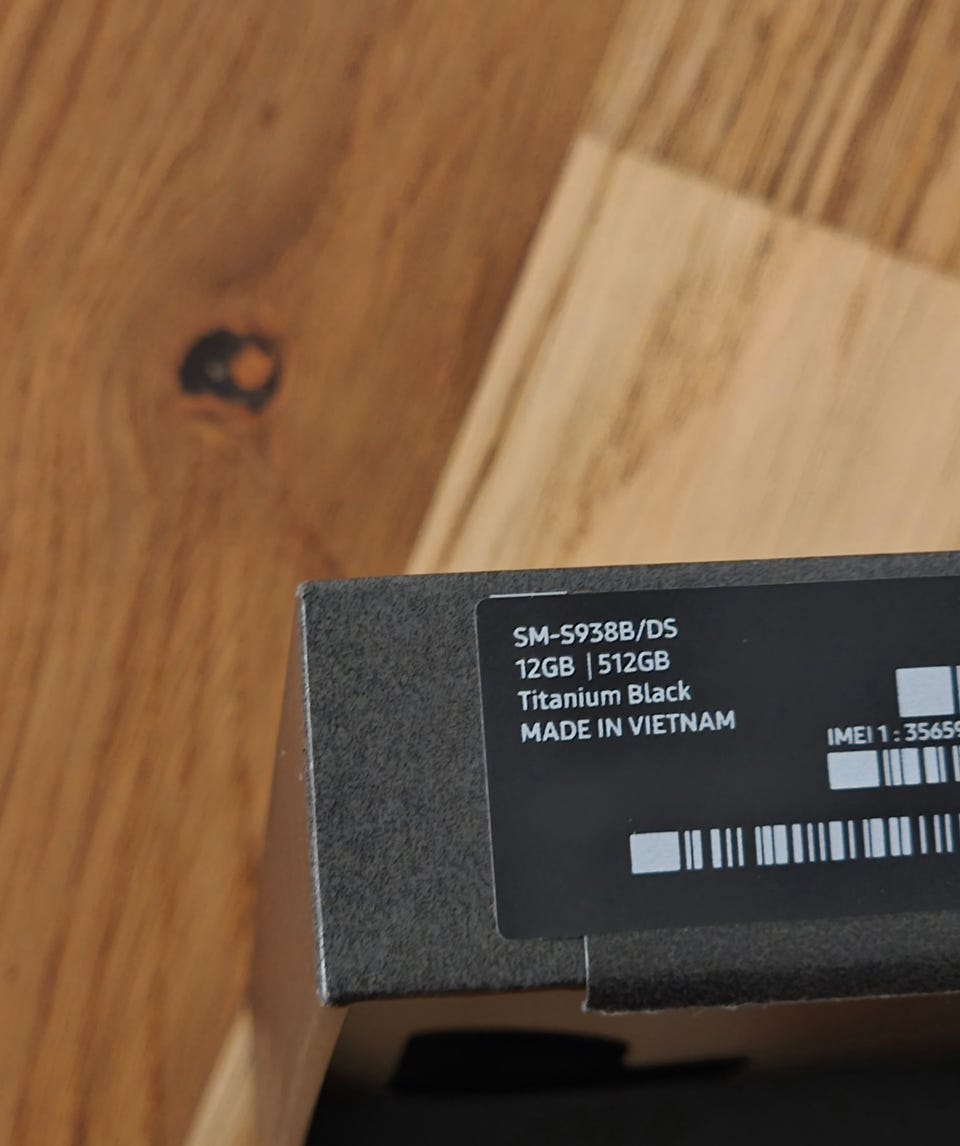 SM-S938B/DS
12GB | 512GB
Titanium Black
MADE IN VIETNAM
IMEI 1 : 35659